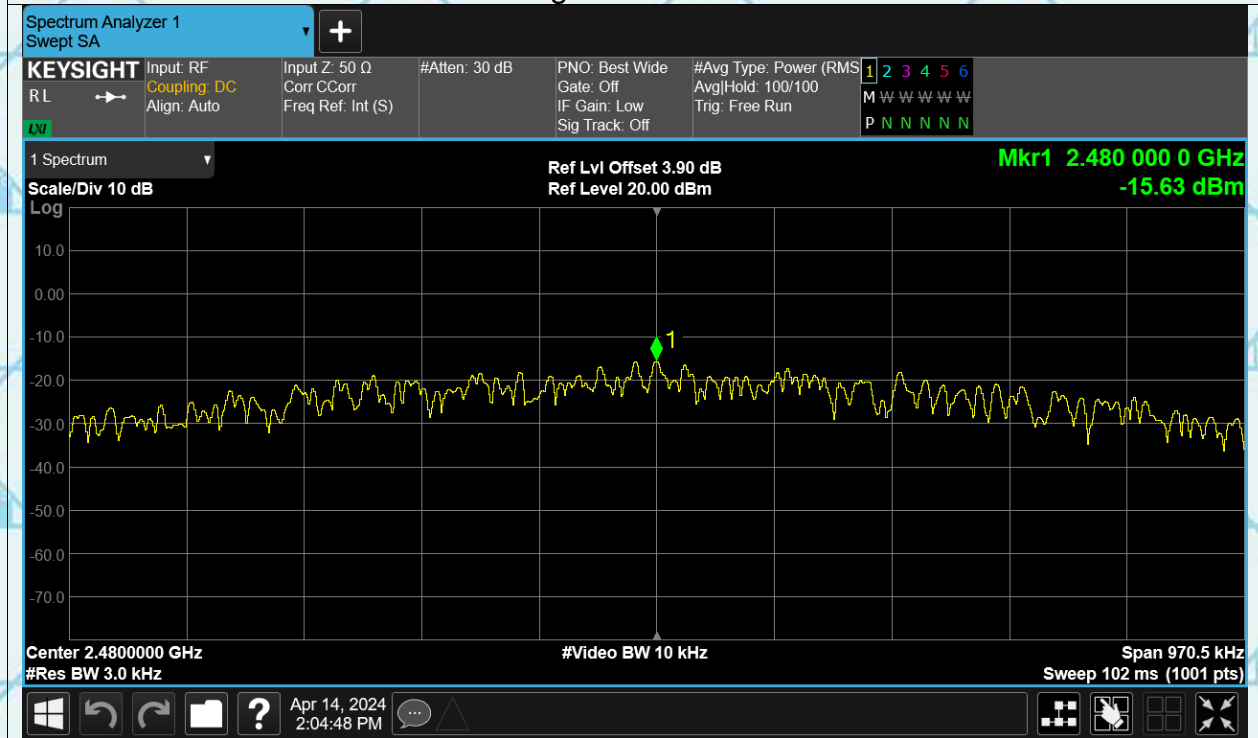 Spectrum Analyzer 1
Swept SA
KEYSIGHT
R L
LXI
Input: RF
Coupling: DC
Align: Auto
Input Z: 50 Ω
Corr CCorr
Freq Ref: Int (S)
#Atten: 30 dB
PNO: Best Wide
Gate: Off
IF Gain: Low
Sig Track: Off
#Avg Type: Power (RMS
Avg|Hold: 100/100
Trig: Free Run
1 2 3 4 5 6
M W W W W W
P N N N N N
1 Spectrum
Scale/Div 10 dB
Log
Ref Lvl Offset 3.90 dB
Ref Level 20.00 dBm
Mkr1 2.480 000 0 GHz
-15.63 dBm
10.0
0.00
-10.0
1
-20.0
-30.0
-40.0
-50.0
-60.0
-70.0
Center 2.4800000 GHz
#Video BW 10 kHz
Span 970.5 kHz
#Res BW 3.0 kHz
Sweep 102 ms (1001 pts)
?
Apr 14, 2024
2:04:48 PM